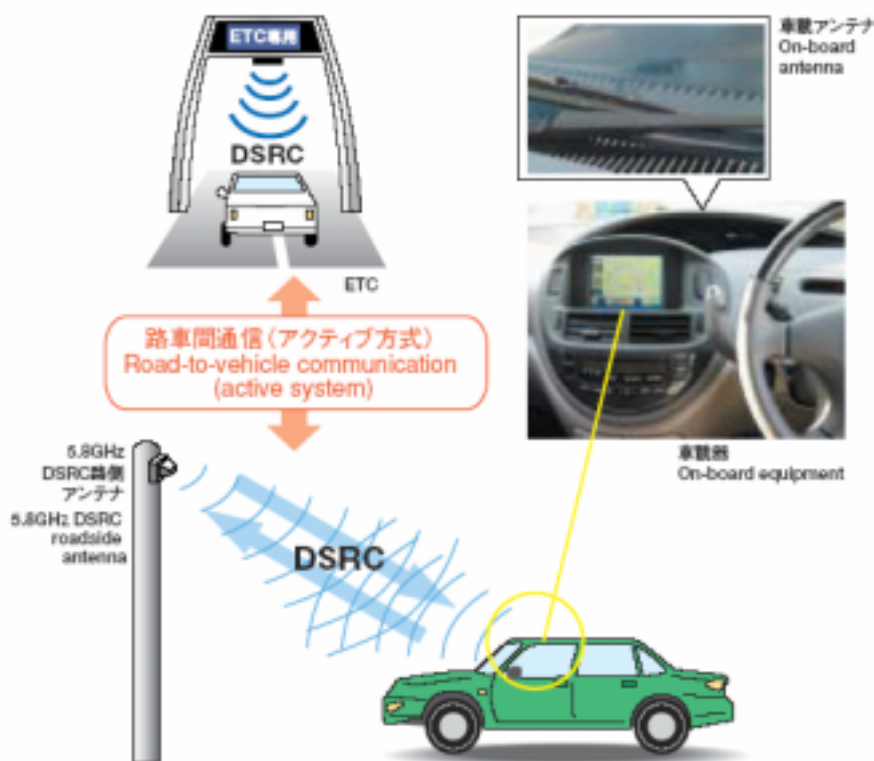 ETC専用
DSRC
ETC
車載アンテナ
On-board
antenna
路車間通信（アクティブ方式）
Road-to-vehicle communication
(active system)
車載器
On-board equipment
5.8GHz
DSRC路側
アンテナ
5.8GHz DSRC
roadside
antenna
DSRC